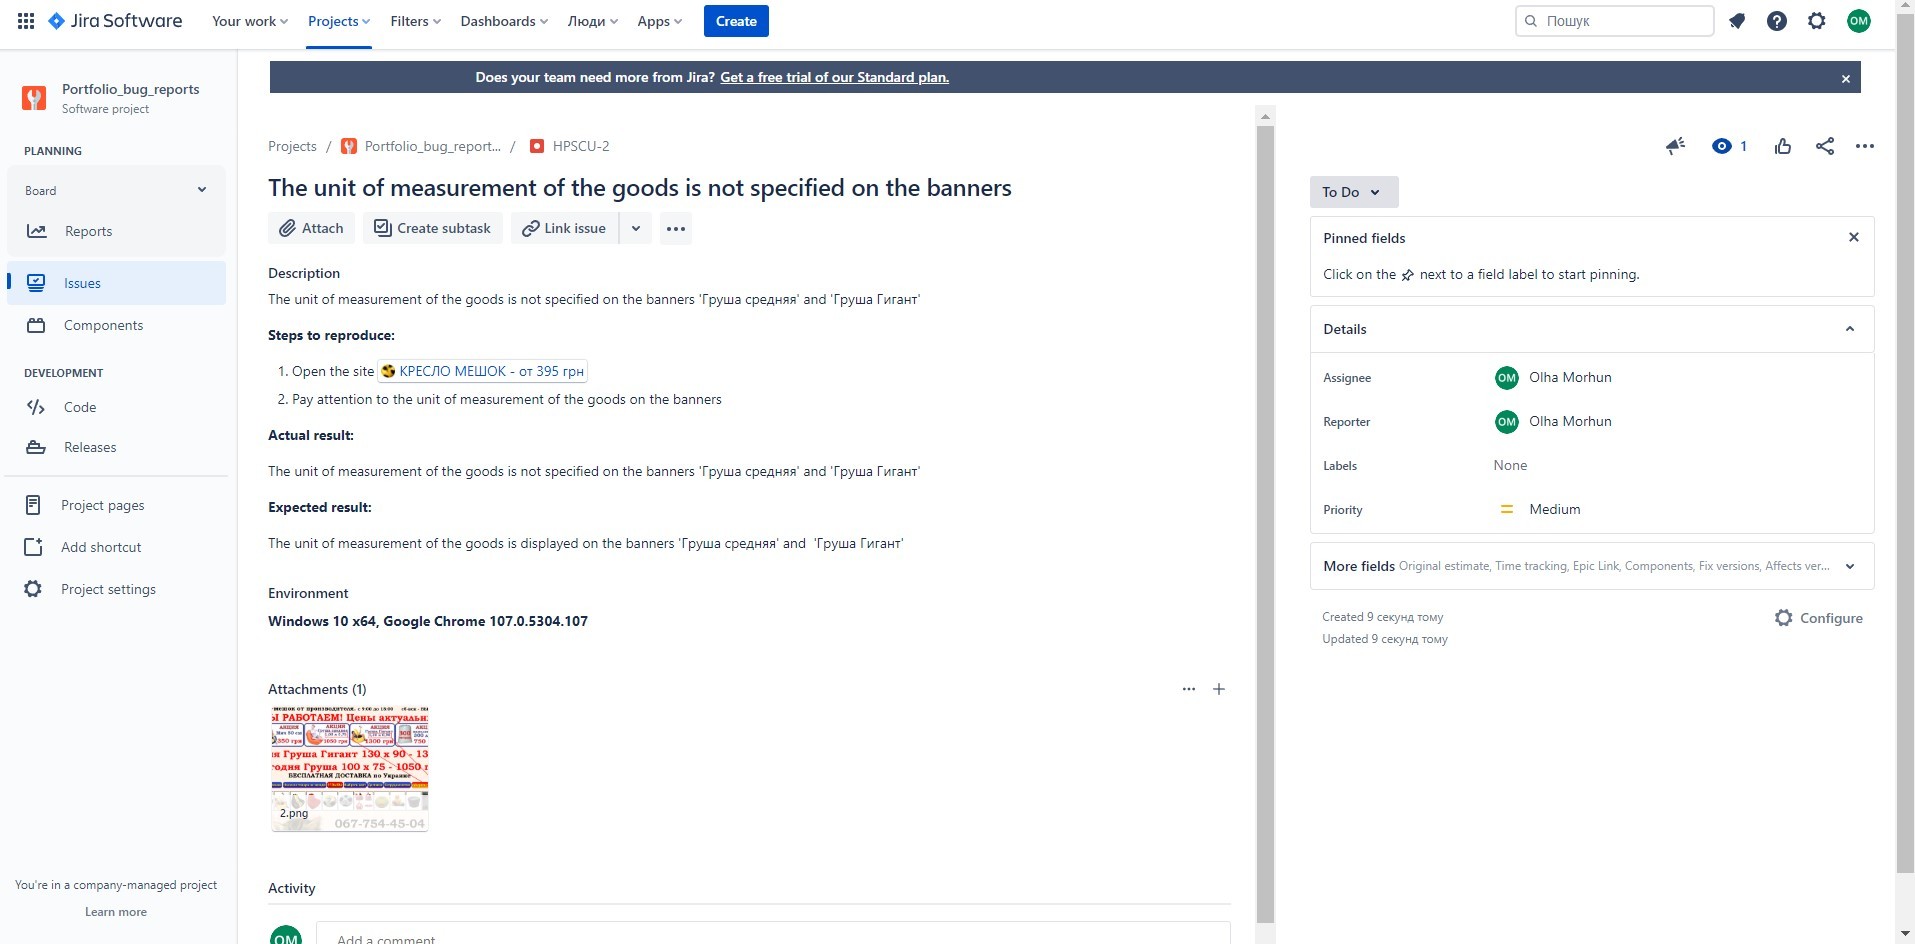 Jira Software
Your work
Projects
Filters
Dashboards
Люди
Apps
Create
Пошук
OM
Portfolio_bug_reports
Software project
PLANNING
Board
Reports
Issues
Components
DEVELOPMENT
Code
Releases
Project pages
Add shortcut
Project settings
You're in a company-managed project
Learn more
Does your team need more from Jira? Get a free trial of our Standard plan.
Projects / Portfolio_bug_report... / HPSCU-2
The unit of measurement of the goods is not specified on the banners
Attach
Create subtask
Link issue
Description
The unit of measurement of the goods is not specified on the banners 'Груша средняя' and 'Груша Гигант'
Steps to reproduce:
1. Open the site КРЕСЛО МЕШОК - от 395 грн
2. Pay attention to the unit of measurement of the goods on the banners
Actual result:
The unit of measurement of the goods is not specified on the banners 'Груша средняя' and 'Груша Гигант'
Expected result:
The unit of measurement of the goods is displayed on the banners 'Груша средняя' and 'Груша Гигант'
Environment
Windows 10 x64, Google Chrome 107.0.5304.107
Attachments (1)
РАБОТАЕМ! Цены
АКЦИЯ АКЦИЯ АКЦИЯ
1050 грн 1300 грн 750
Груша Гигант 130 x 90 - 13
Груша 100 x 75 - 1050
БЕСПЛАТНАЯ ДОСТАВКА по Украине
2.png
067-754-45-04
Activity
OM
Add a comment
1
To Do
Pinned fields
Click on the next to a field label to start pinning.
Details
Assignee
OM Olha Morhun
Reporter
OM Olha Morhun
Labels
None
Priority
Medium
More fields Original estimate, Time tracking, Epic Link, Components, Fix versions, Affects ver...
Created 9 секунд тому
Updated 9 секунд тому
Configure